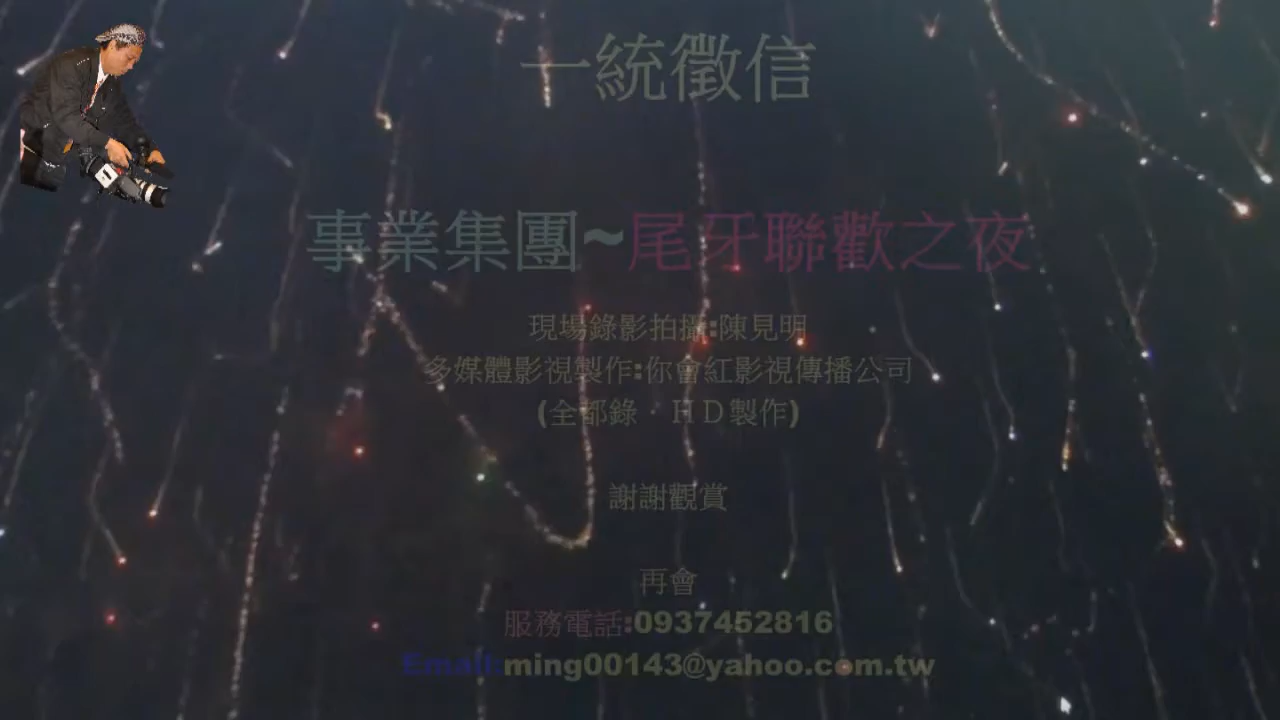 一統徵信
事業集團~尾牙聯歡之夜
現場錄影拍攝:陳見明
多媒體影視製作:你會紅影視傳播公司
(全都錄．ＨＤ製作)
謝謝觀賞
再會
服務電話:0937452816
Email:ming00143@yahoo.com.tw